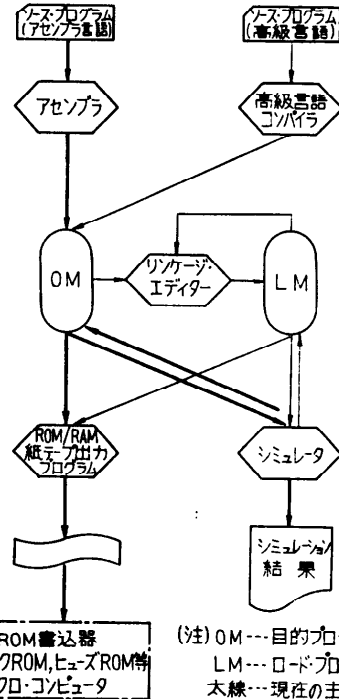 ソース・プログラム
(アセンブラ言語)
ソース・プログラム
(高級言語)
アセンブラ
高級言語
コンパイラ
OM
リンケージ・
エディター
LM
ROM/RAM
紙テープ出力
プログラム
シミュレータ
シミュレーション
結果
ROM書込器
クROM,ヒューズROM等
クロ・コンピュータ
(注) OM---目的プロ
LM---ロード・プロ
太線---現在の主